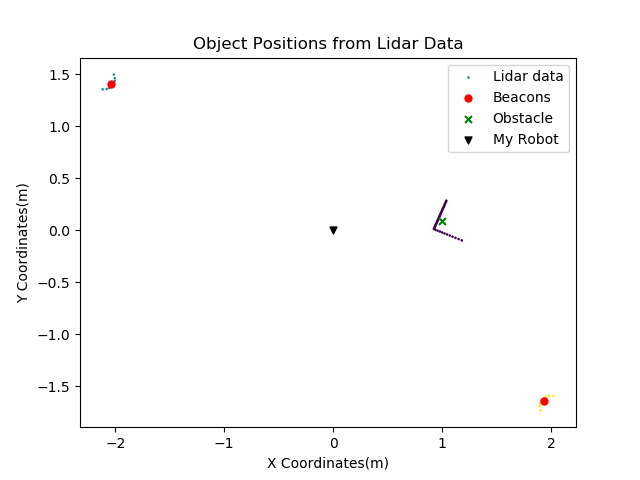 Object Positions from Lidar Data
Lidar data
Beacons
Obstacle
My Robot
Y Coordinates(m)
1.5
1.0
0.5
0.0
−0.5
−1.0
−1.5
−2
−1
0
1
2
X Coordinates(m)